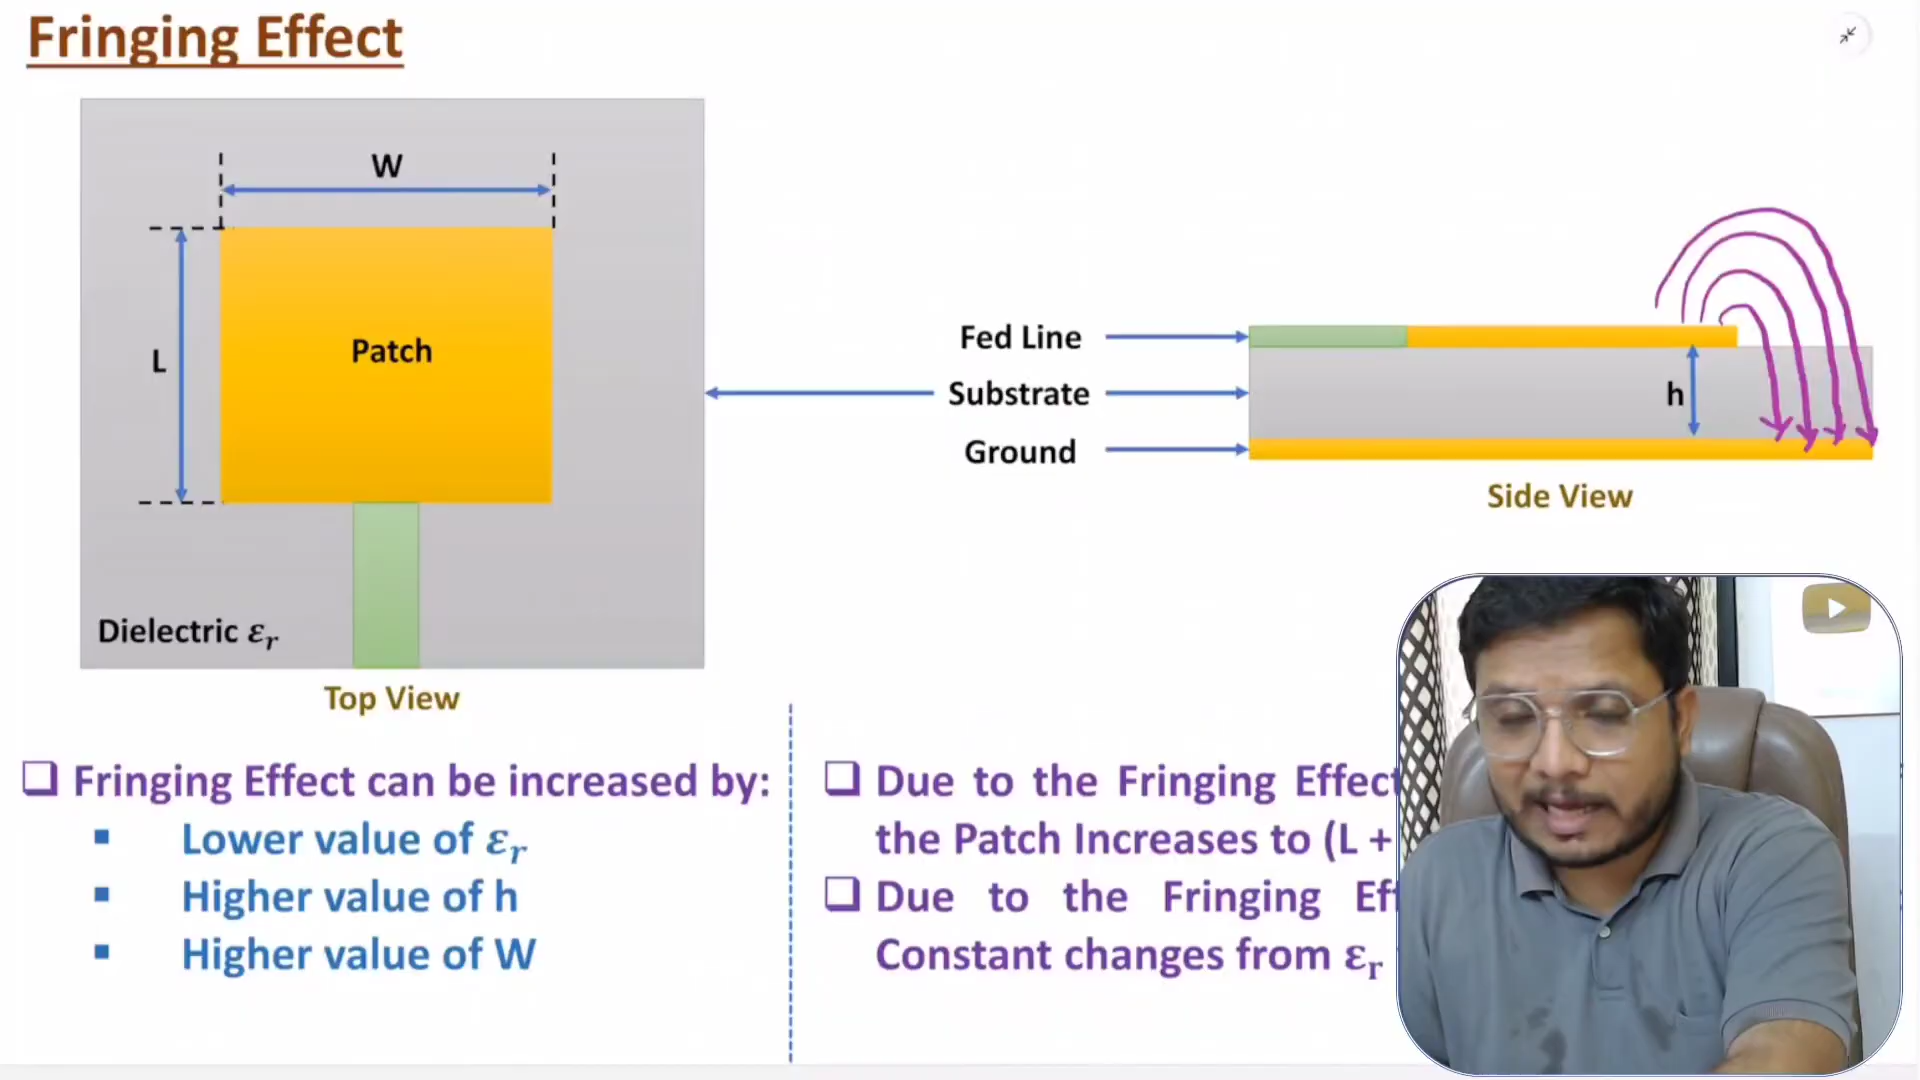 Fringing Effect
W
L
Patch
Dielectric εr
Top View
Fed Line
Substrate
Ground
h
Side View
❑ Fringing Effect can be increased by:
▪ Lower value of εr
▪ Higher value of h
▪ Higher value of W
❑ Due to the Fringing Effect
the Patch Increases to (L +
❑ Due to the Fringing
Constant changes from εr